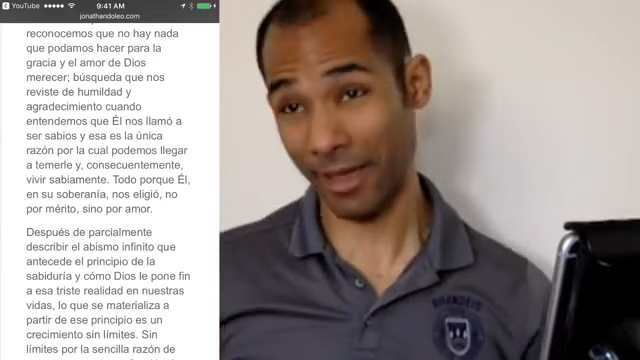 YouTube 9:41 AM
jonathandoleo.com
reconocemos que no hay nada
que podamos hacer para la
gracia y el amor de Dios
merecer; búsqueda que nos
reviste de humildad y
agradecimiento cuando
entendemos que Él nos llamó a
ser sabios y esa es la única
razón por la cual podemos llegar
a temerle y, consecuentemente,
vivir sabiamente. Todo porque Él,
en su soberanía, nos eligió, no
por mérito, sino por amor.
Después de parcialmente
describir el abismo infinito que
antecede el principio de la
sabiduría y cómo Dios le pone fin
a esa triste realidad en nuestras
vidas, lo que se materializa a
partir de ese principio es un
crecimiento sin límites. Sin
límites por la sencilla razón de
BRANDEIS